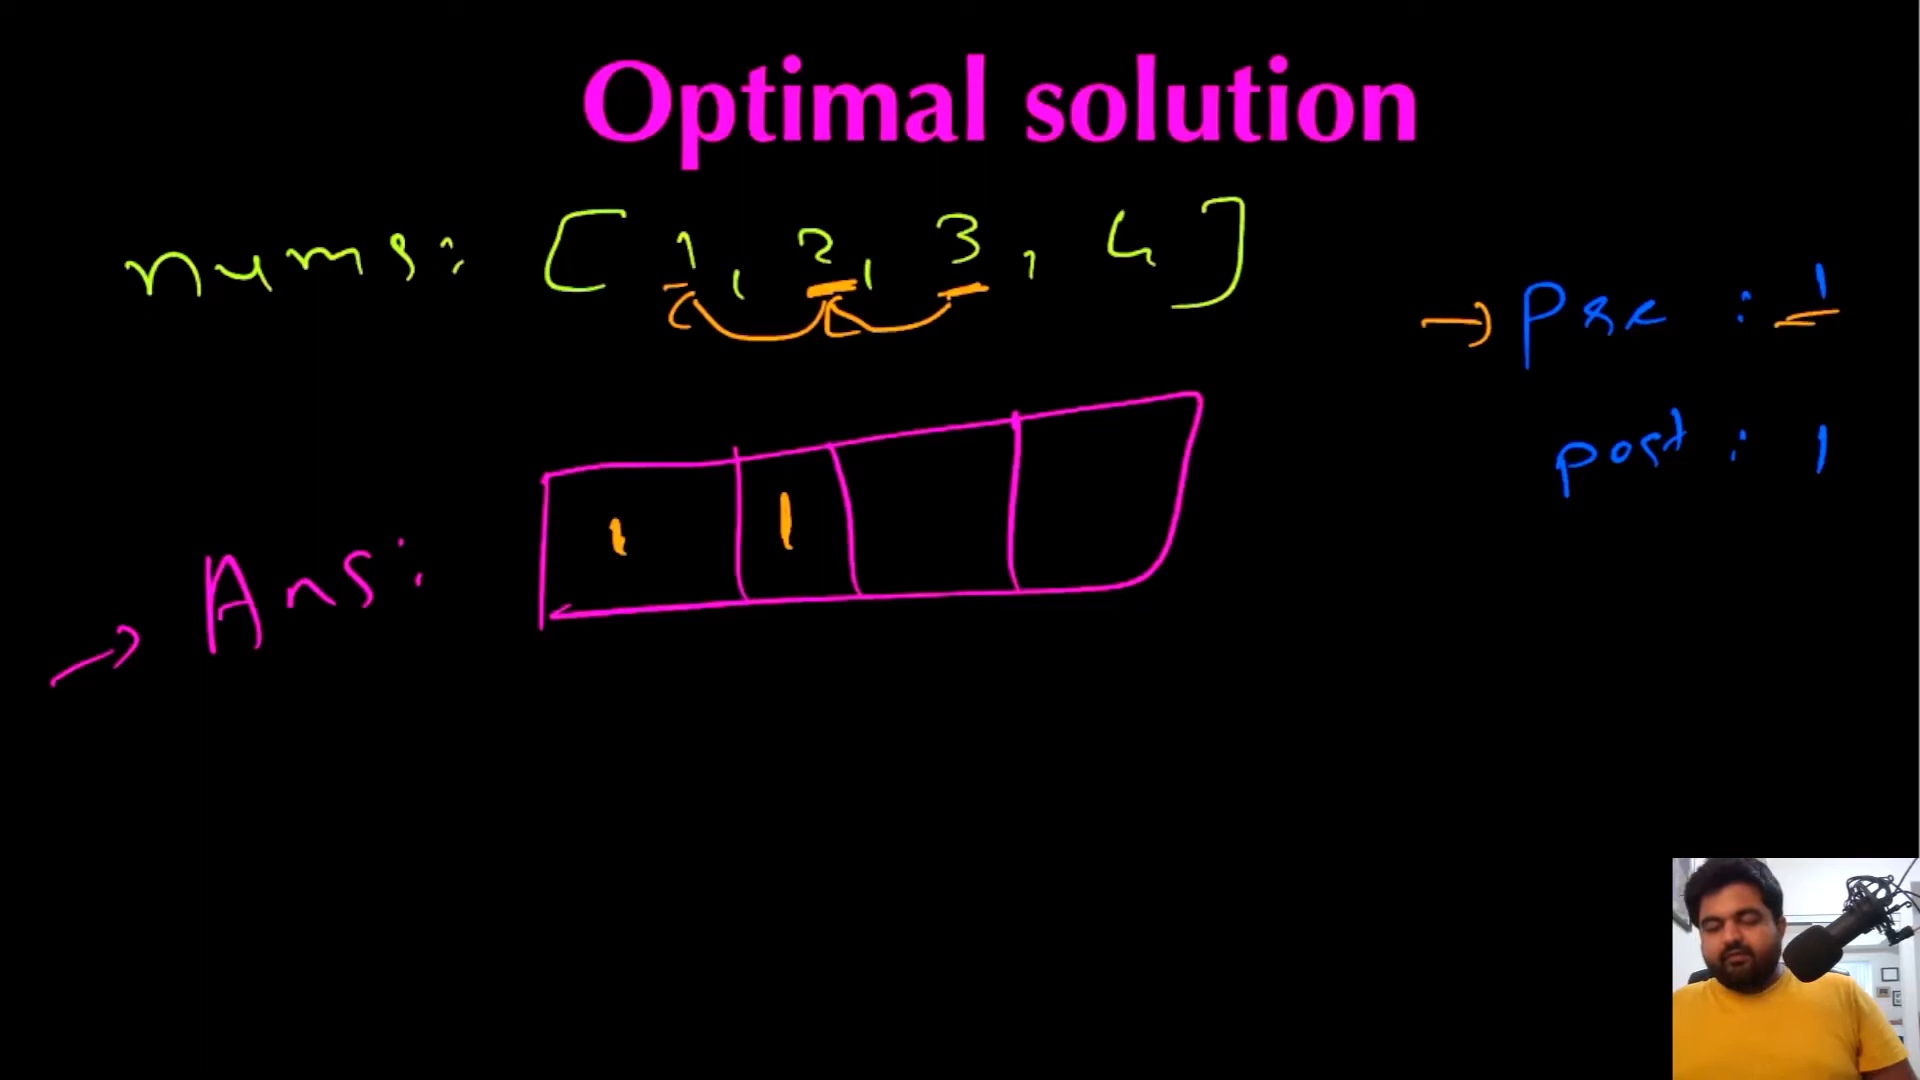 Optimal solution
nums: [1, 2, 3, 4]
→ Pre : 1
post : 1
→ Ans: 1 1